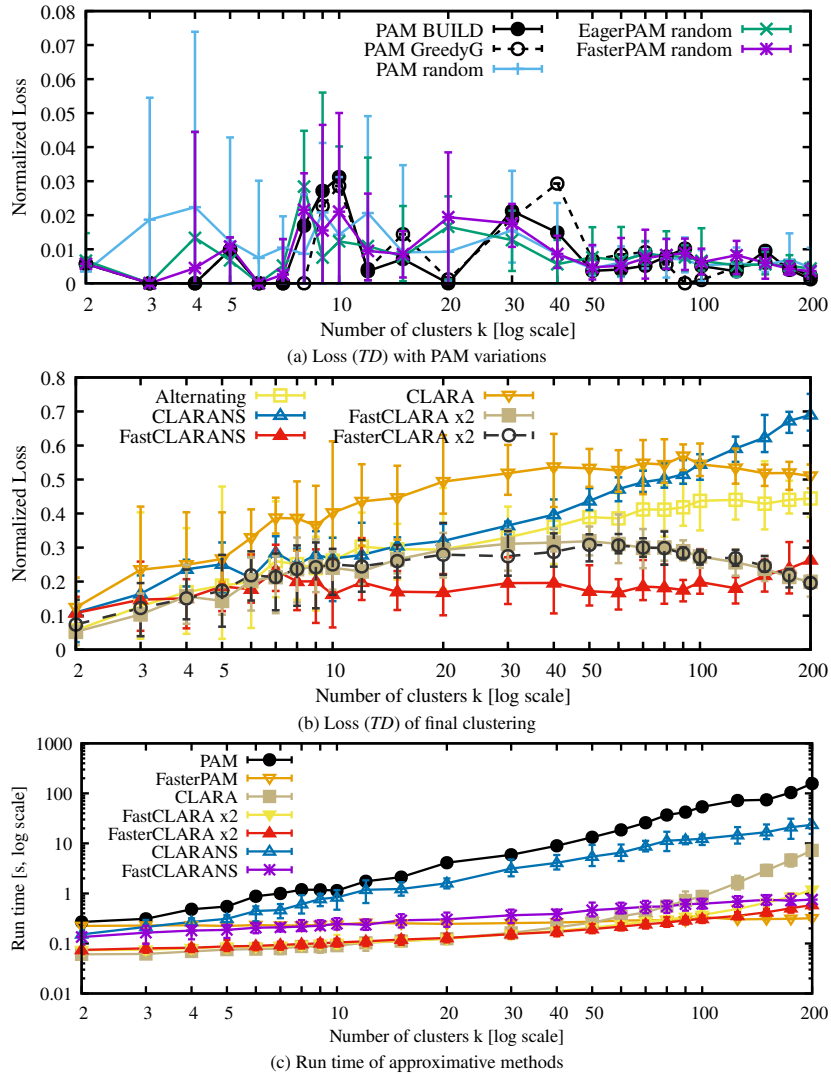 0.08
0.07
0.06
0.05
0.04
0.03
0.02
0.01
0
Normalized Loss
PAM BUILD
PAM GreedyG
PAM random
EagerPAM random
FasterPAM random
2 3 4 5 10 20 30 40 50 100 200
Number of clusters k [log scale]
(a) Loss (TD) with PAM variations
0.8
0.7
0.6
0.5
0.4
0.3
0.2
0.1
0
Normalized Loss
Alternating
CLARANS
FastCLARANS
CLARA
FastCLARA x2
FasterCLARA x2
2 3 4 5 10 20 30 40 50 100 200
Number of clusters k [log scale]
(b) Loss (TD) of final clustering
1000
100
10
1
0.1
0.01
Run time [s, log scale]
PAM
FasterPAM
CLARA
FastCLARA x2
FasterCLARA x2
CLARANS
FastCLARANS
2 3 4 5 10 20 30 40 50 100 200
Number of clusters k [log scale]
(c) Run time of approximative methods